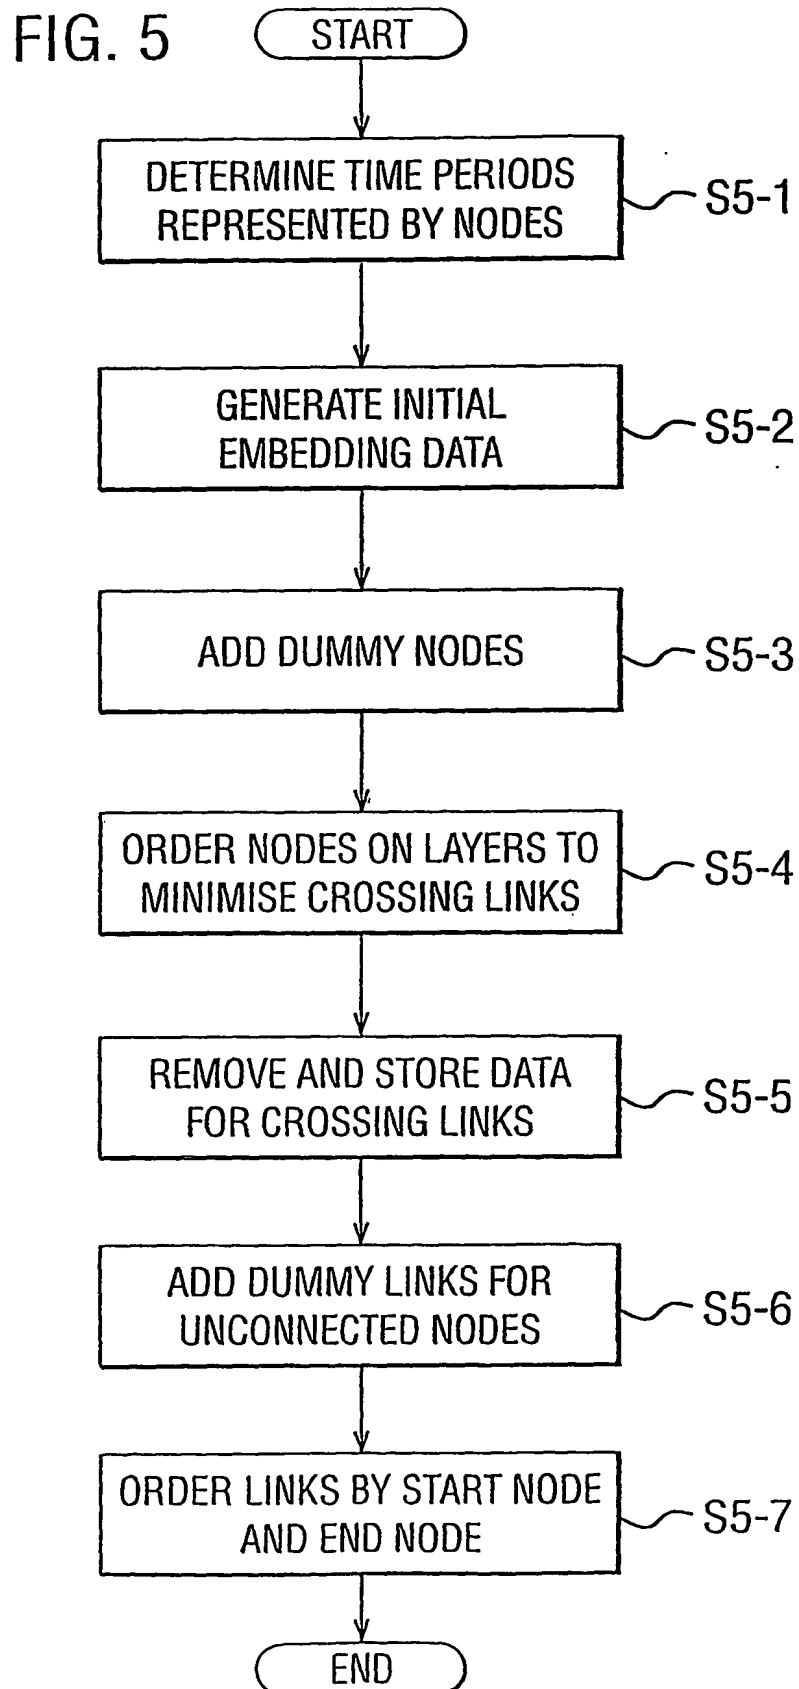 FIG. 5
START
DETERMINE TIME PERIODS
REPRESENTED BY NODES
S5-1
GENERATE INITIAL
EMBEDDING DATA
S5-2
ADD DUMMY NODES
S5-3
ORDER NODES ON LAYERS TO
MINIMISE CROSSING LINKS
S5-4
REMOVE AND STORE DATA
FOR CROSSING LINKS
S5-5
ADD DUMMY LINKS FOR
UNCONNECTED NODES
S5-6
ORDER LINKS BY START NODE
AND END NODE
S5-7
END